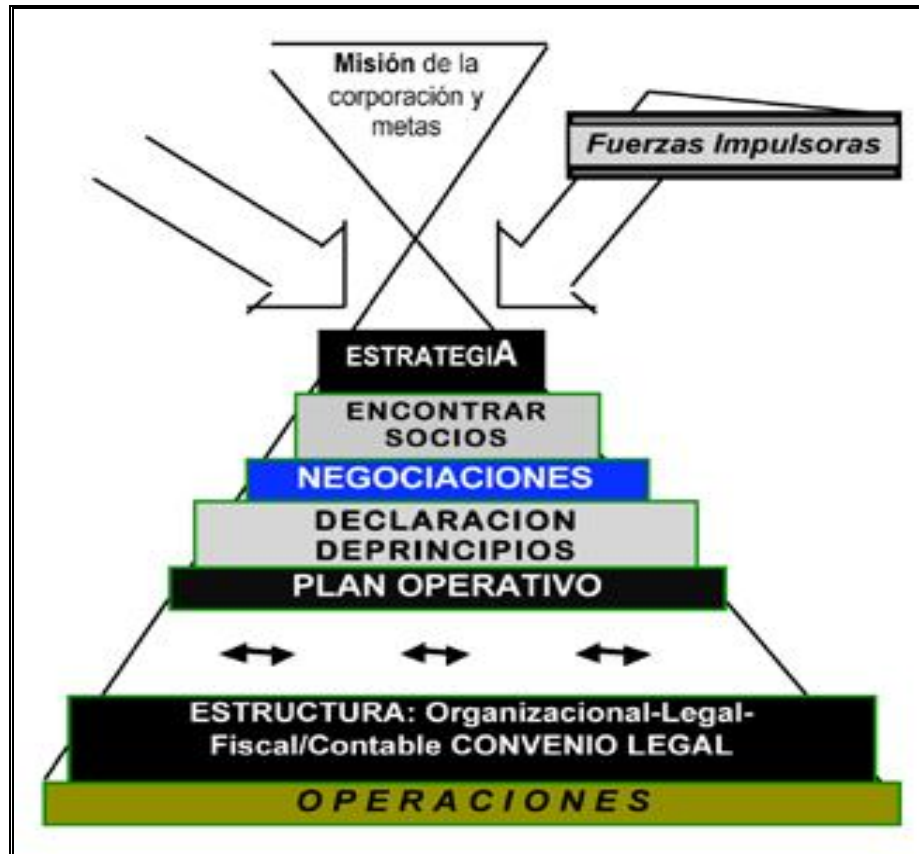 Misión de la
corporación y
metas
Fuerzas Impulsoras
ESTRATEGIA
ENCONTRAR
SOCIOS
NEGOCIACIONES
DECLARACION
DEPRINCIPIOS
PLAN OPERATIVO
ESTRUCTURA: Organizacional-Legal-
Fiscal/Contable CONVENIO LEGAL
OPERACIONES